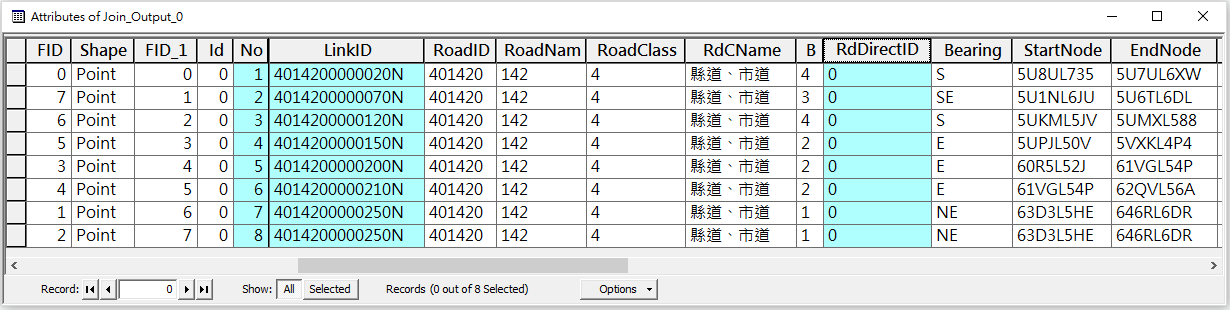 Attributes of Join_Output_0
FID Shape FID_1 Id No LinkID RoadID RoadNam RoadClass RdCName B RdDirectID Bearing StartNode EndNode
0 Point 0 0 1 4014200000020N 401420 142 4 縣道、市道 4 0 S 5U8UL735 5U7UL6XW
7 Point 1 0 2 4014200000070N 401420 142 4 縣道、市道 3 0 SE 5U1NL6JU 5U6TL6DL
6 Point 2 0 3 4014200000120N 401420 142 4 縣道、市道 4 0 S 5UKML5JV 5UMXL588
5 Point 3 0 4 4014200000150N 401420 142 4 縣道、市道 2 0 E 5UPJL50V 5VXKL4P4
3 Point 4 0 5 4014200000200N 401420 142 4 縣道、市道 2 0 E 60R5L52J 61VGL54P
4 Point 5 0 6 4014200000210N 401420 142 4 縣道、市道 2 0 E 61VGL54P 62QVL56A
1 Point 6 0 7 4014200000250N 401420 142 4 縣道、市道 1 0 NE 63D3L5HE 646RL6DR
2 Point 7 0 8 4014200000250N 401420 142 4 縣道、市道 1 0 NE 63D3L5HE 646RL6DR
Record: 0 Show: All Selected Records (0 out of 8 Selected) Options